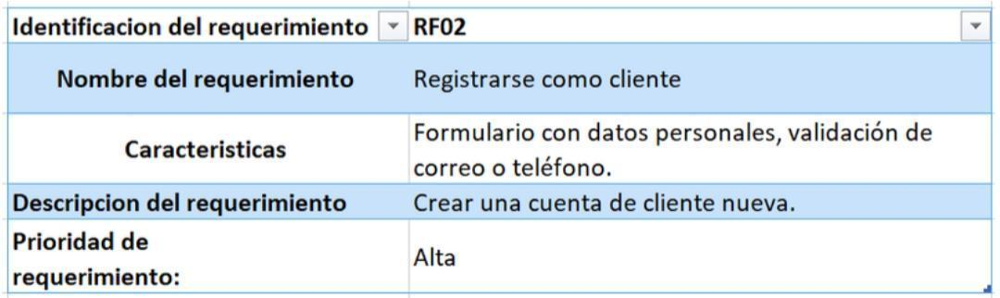 Identificacion del requerimiento RF02
Nombre del requerimiento Registrarse como cliente
Caracteristicas Formulario con datos personales, validación de
correo o teléfono.
Descripcion del requerimiento Crear una cuenta de cliente nueva.
Prioridad de
requerimiento: Alta